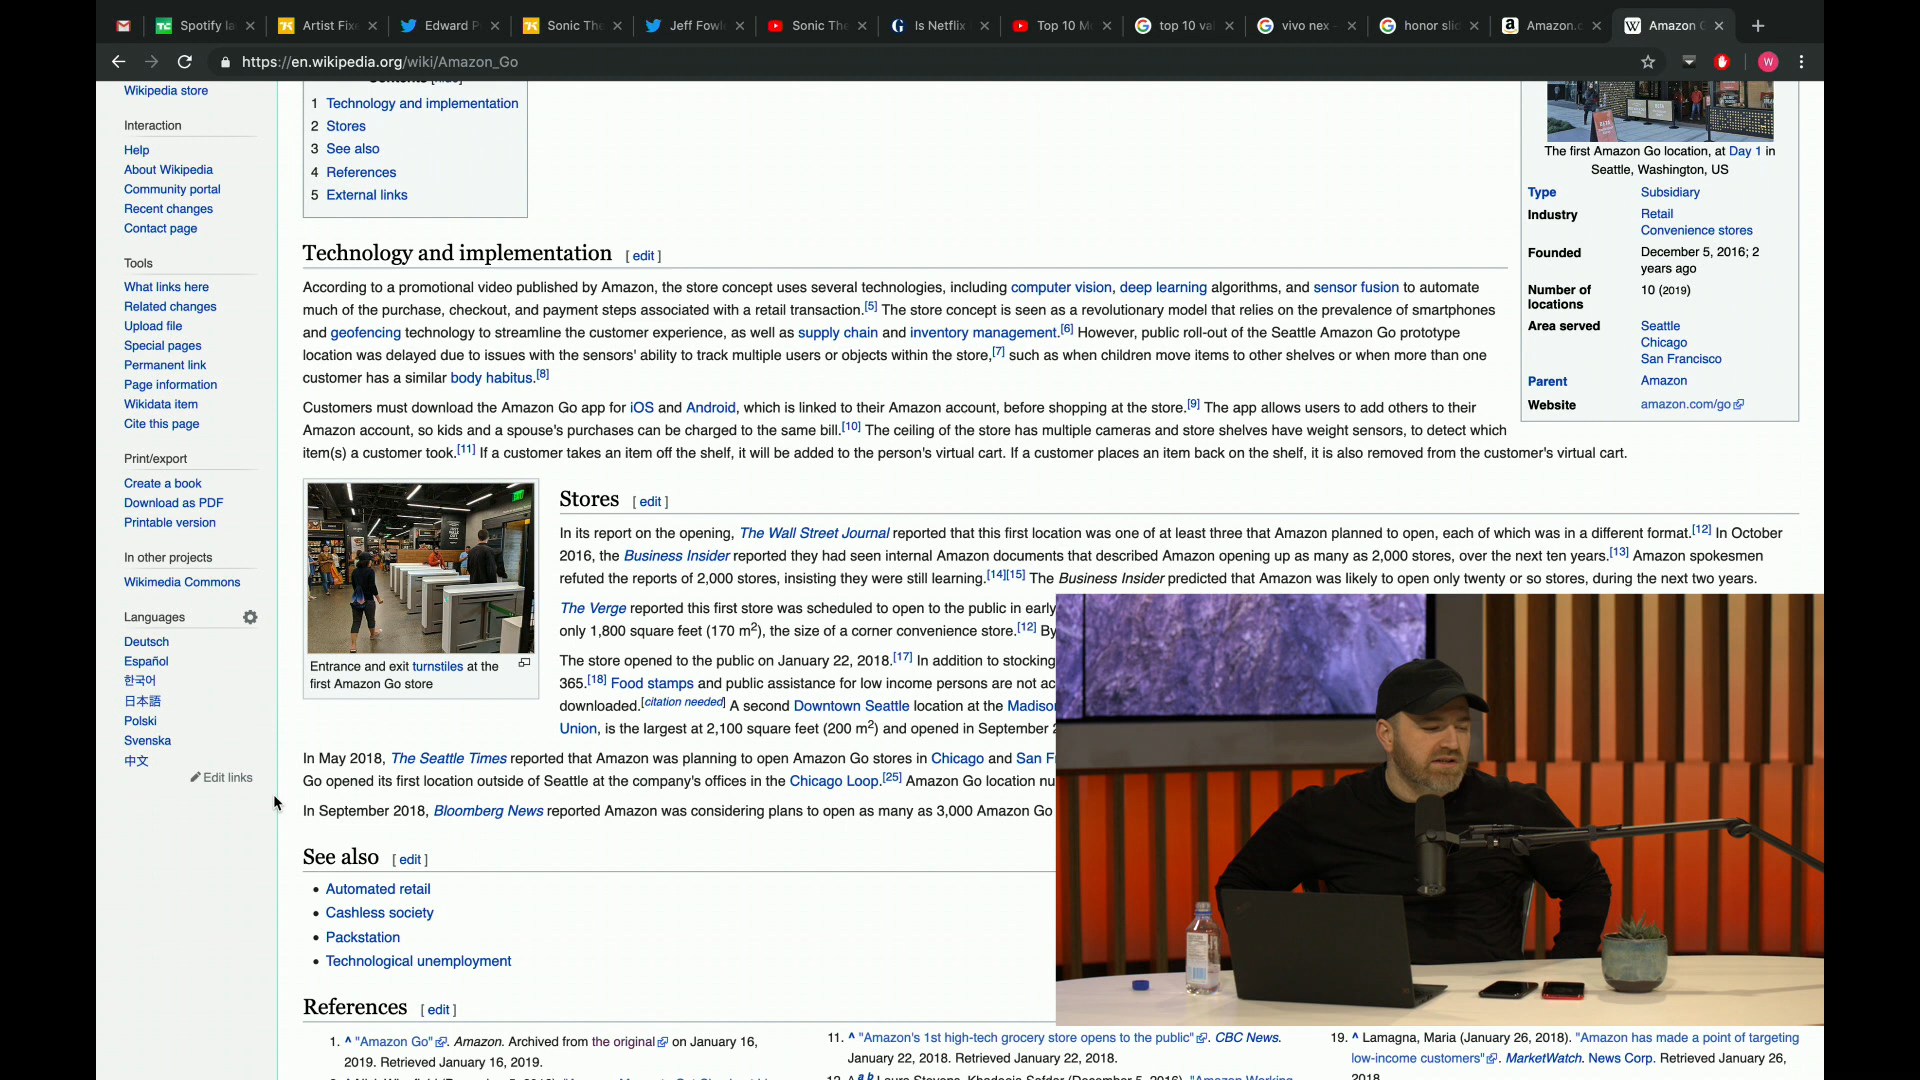 Spotify la
Artist Fixe
Edward P
Sonic The
Jeff Fowl
Sonic The
Is Netflix
Top 10 M
top 10 va
vivo nex -
honor slid
Amazon.c
Amazon G
https://en.wikipedia.org/wiki/Amazon_Go
W
Wikipedia store
Interaction
Help
About Wikipedia
Community portal
Recent changes
Contact page
Tools
What links here
Related changes
Upload file
Special pages
Permanent link
Page information
Wikidata item
Cite this page
Print/export
Create a book
Download as PDF
Printable version
In other projects
Wikimedia Commons
Languages
Deutsch
Español
한국어
日本語
Polski
Svenska
中文
Edit links
Contents [hide]
1 Technology and implementation
2 Stores
3 See also
4 References
5 External links
Technology and implementation [ edit ]
According to a promotional video published by Amazon, the store concept uses several technologies, including computer vision, deep learning algorithms, and sensor fusion to automate
much of the purchase, checkout, and payment steps associated with a retail transaction.[5] The store concept is seen as a revolutionary model that relies on the prevalence of smartphones
and geofencing technology to streamline the customer experience, as well as supply chain and inventory management.[6] However, public roll-out of the Seattle Amazon Go prototype
location was delayed due to issues with the sensors' ability to track multiple users or objects within the store,[7] such as when children move items to other shelves or when more than one
customer has a similar body habitus.[8]
Customers must download the Amazon Go app for iOS and Android, which is linked to their Amazon account, before shopping at the store.[9] The app allows users to add others to their
Amazon account, so kids and a spouse's purchases can be charged to the same bill.[10] The ceiling of the store has multiple cameras and store shelves have weight sensors, to detect which
item(s) a customer took.[11] If a customer takes an item off the shelf, it will be added to the person's virtual cart. If a customer places an item back on the shelf, it is also removed from the customer's virtual cart.
The first Amazon Go location, at Day 1 in
Seattle, Washington, US
Type Subsidiary
Industry Retail
Convenience stores
Founded December 5, 2016; 2
years ago
Number of 10 (2019)
locations
Area served Seattle
Chicago
San Francisco
Parent Amazon
Website amazon.com/go
Entrance and exit turnstiles at the
first Amazon Go store
Stores [ edit ]
In its report on the opening, The Wall Street Journal reported that this first location was one of at least three that Amazon planned to open, each of which was in a different format.[12] In October
2016, the Business Insider reported they had seen internal Amazon documents that described Amazon opening up as many as 2,000 stores, over the next ten years.[13] Amazon spokesmen
refuted the reports of 2,000 stores, insisting they were still learning.[14][15] The Business Insider predicted that Amazon was likely to open only twenty or so stores, during the next two years.
The Verge reported this first store was scheduled to open to the public in early
only 1,800 square feet (170 m2), the size of a corner convenience store.[12] By
The store opened to the public on January 22, 2018.[17] In addition to stocking
365.[18] Food stamps and public assistance for low income persons are not ac
downloaded.[citation needed] A second Downtown Seattle location at the Madiso
Union, is the largest at 2,100 square feet (200 m2) and opened in September 2
In May 2018, The Seattle Times reported that Amazon was planning to open Amazon Go stores in Chicago and San F
Go opened its first location outside of Seattle at the company's offices in the Chicago Loop.[25] Amazon Go location nu
In September 2018, Bloomberg News reported Amazon was considering plans to open as many as 3,000 Amazon Go
See also [ edit ]
Automated retail
Cashless society
Packstation
Technological unemployment
References [ edit ]
1. ^ "Amazon Go". Amazon. Archived from the original on January 16,
2019. Retrieved January 16, 2019.
11. ^ "Amazon's 1st high-tech grocery store opens to the public". CBC News.
January 22, 2018. Retrieved January 22, 2018.
19. ^ Lamagna, Maria (January 26, 2018). "Amazon has made a point of targeting
low-income customers". MarketWatch. News Corp. Retrieved January 26,
2018.